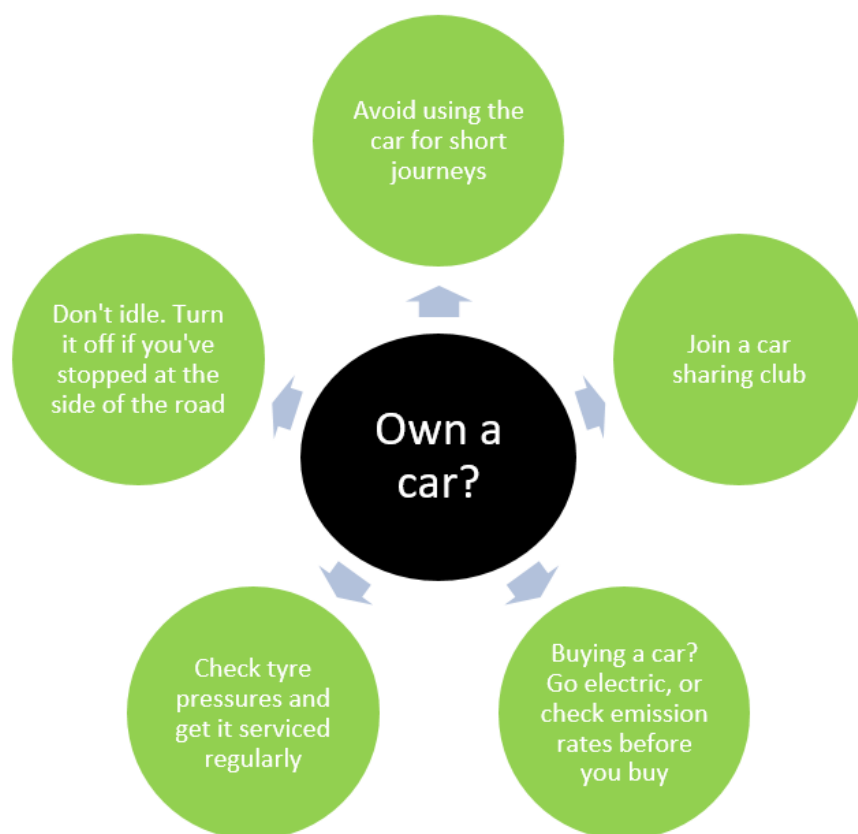 Avoid using the
car for short
journeys
Don't idle. Turn
it off if you've
stopped at the
side of the road
Join a car
sharing club
Own a
car?
Check tyre
pressures and
get it serviced
regularly
Buying a car?
Go electric, or
check emission
rates before
you buy